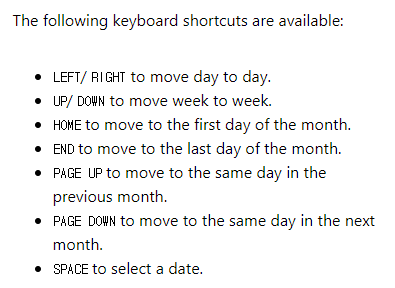 The following keyboard shortcuts are available:
• LEFT/ RIGHT to move day to day.
• UP/ DOWN to move week to week.
• HOME to move to the first day of the month.
• END to move to the last day of the month.
• PAGE UP to move to the same day in the
previous month.
• PAGE DOWN to move to the same day in the next
month.
• SPACE to select a date.